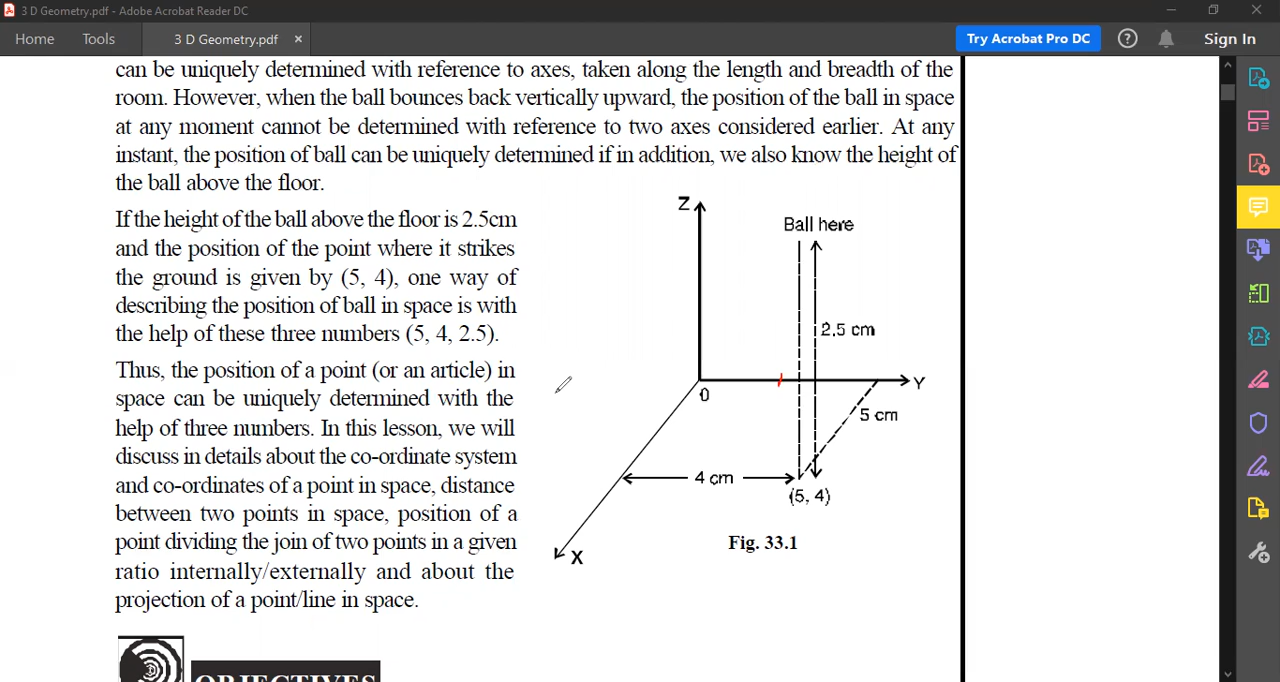 3 D Geometry.pdf - Adobe Acrobat Reader DC
Home Tools 3 D Geometry.pdf × Try Acrobat Pro DC ? Sign In
can be uniquely determined with reference to axes, taken along the length and breadth of the
room. However, when the ball bounces back vertically upward, the position of the ball in space
at any moment cannot be determined with reference to two axes considered earlier. At any
instant, the position of ball can be uniquely determined if in addition, we also know the height of
the ball above the floor.
If the height of the ball above the floor is 2.5cm
and the position of the point where it strikes
the ground is given by (5, 4), one way of
describing the position of ball in space is with
the help of these three numbers (5, 4, 2.5).
Thus, the position of a point (or an article) in
space can be uniquely determined with the
help of three numbers. In this lesson, we will
discuss in details about the co-ordinate system
and co-ordinates of a point in space, distance
between two points in space, position of a
point dividing the join of two points in a given
ratio internally/externally and about the
projection of a point/line in space.
Z
Ball here
2.5 cm
Y
0
5 cm
4 cm
(5, 4)
X
Fig. 33.1
OBJECTIVES